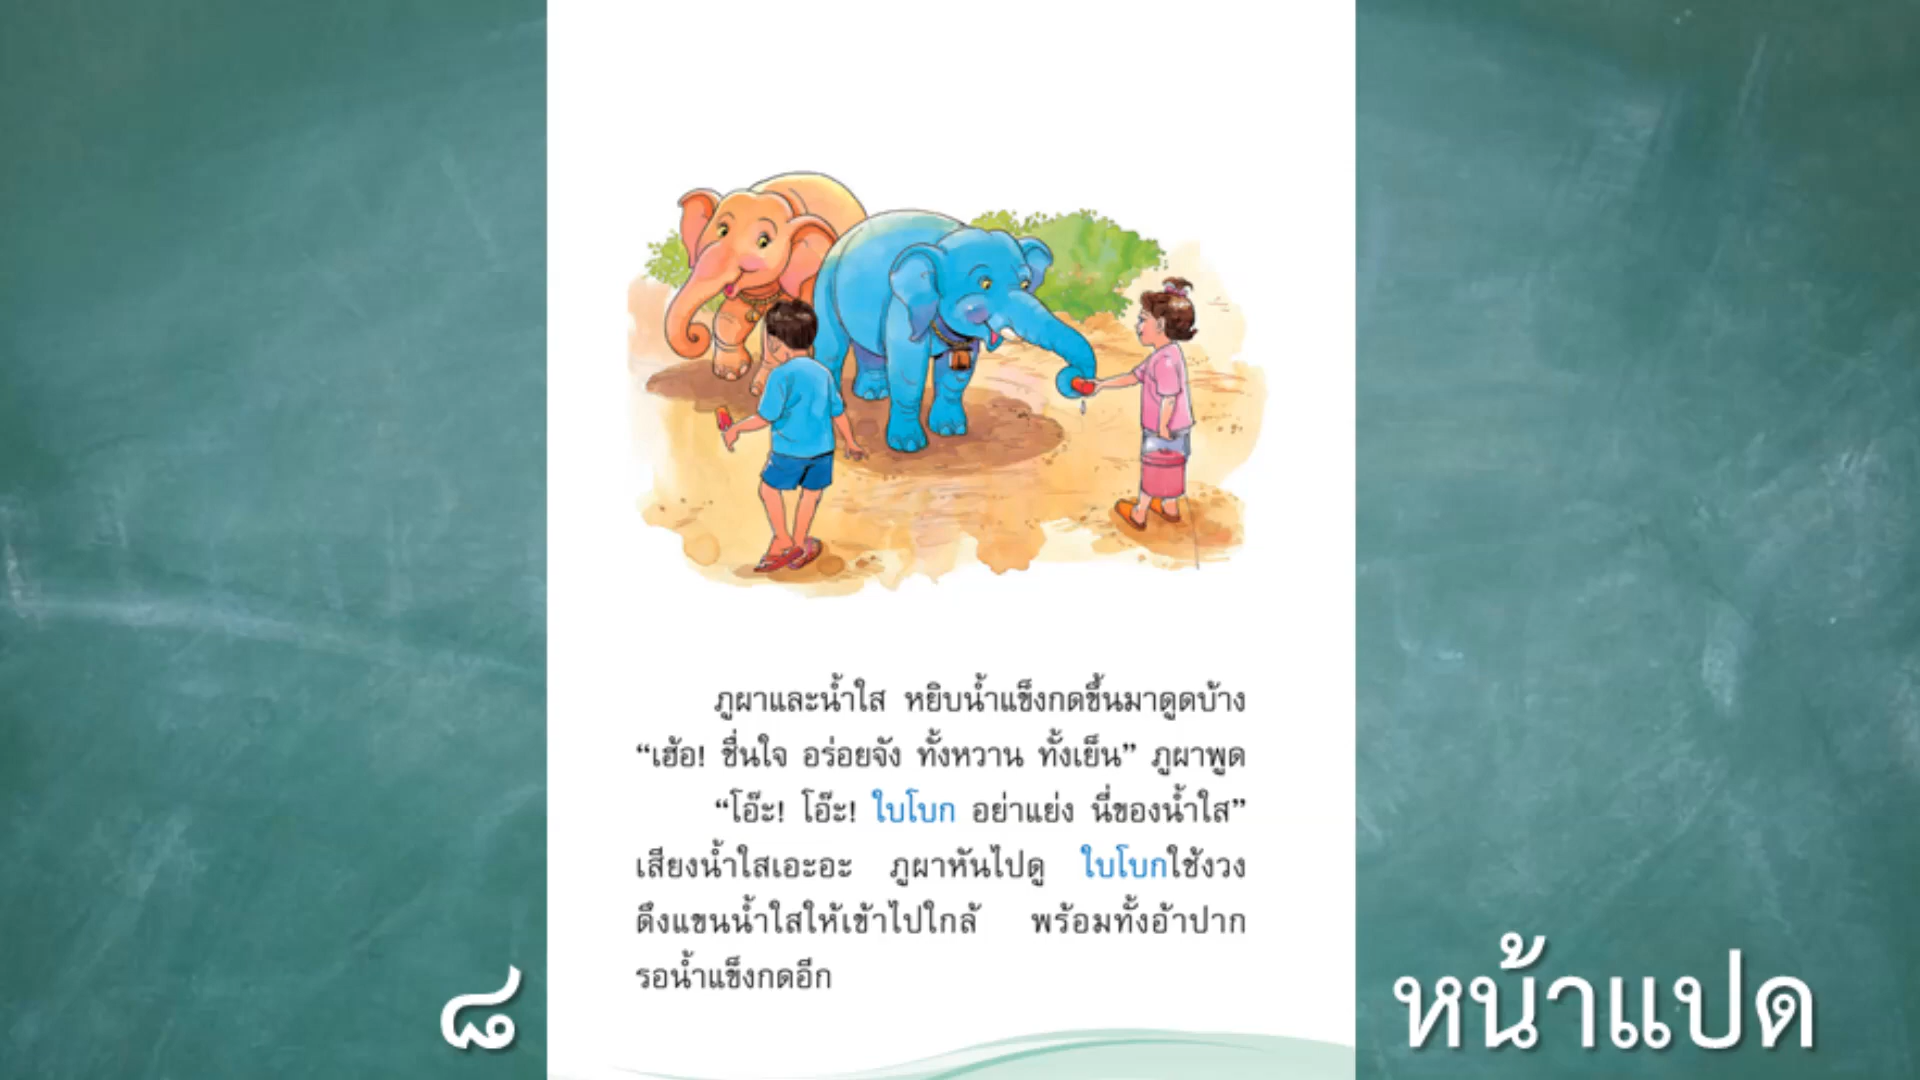 ภูผาและน้ำใส หยิบน้ำแข็งกดขึ้นมาดูดบ้าง
“เฮ้อ! ชื่นใจ อร่อยจัง ทั้งหวาน ทั้งเย็น” ภูผาพูด
“โอ๊ะ! โอ๊ะ! ใบโบก อย่าแย่ง นี่ของน้ำใส”
เสียงน้ำใสเอะอะ ภูผาหันไปดู ใบโบกใช้งวง
ดึงแขนน้ำใสให้เข้าไปใกล้ พร้อมทั้งอ้าปาก
รอน้ำแข็งกดอีก
๘
หน้าแปด